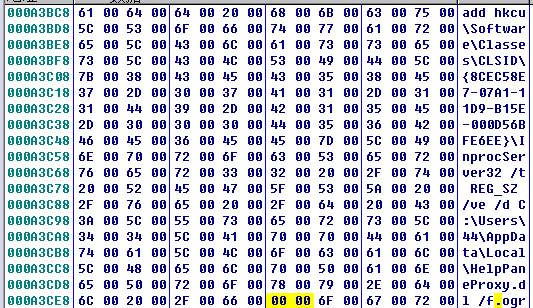 000A3BC8 61 00 64 00 64 00 20 00 68 00 6B 00 63 00 75 00 add hkcu
000A3BD8 5C 00 53 00 6F 00 66 00 74 00 77 00 61 00 72 00 \Softwar
000A3BE8 65 00 5C 00 43 00 6C 00 61 00 73 00 73 00 65 00 e\Classe
000A3BF8 73 00 5C 00 43 00 4C 00 53 00 49 00 44 00 5C 00 s\CLSID\
000A3C08 7B 00 38 00 43 00 45 00 43 00 35 00 38 00 45 00 {8CEC58E
000A3C18 37 00 2D 00 30 00 37 00 41 00 31 00 2D 00 31 00 7-07A1-1
000A3C28 31 00 44 00 39 00 2D 00 42 00 31 00 35 00 45 00 1D9-B15E
000A3C38 2D 00 30 00 30 00 30 00 44 00 35 00 36 00 42 00 -000D56B
000A3C48 46 00 45 00 36 00 45 00 45 00 7D 00 5C 00 49 00 FE6EE}\I
000A3C58 6E 00 70 00 72 00 6F 00 63 00 53 00 65 00 72 00 nprocSer
000A3C68 76 00 65 00 72 00 33 00 32 00 20 00 2F 00 74 00 ver32 /t
000A3C78 20 00 52 00 45 00 47 00 5F 00 53 00 5A 00 20 00 REG_SZ
000A3C88 2F 00 76 00 65 00 20 00 2F 00 64 00 20 00 43 00 /ve /d C
000A3C98 3A 00 5C 00 55 00 73 00 65 00 72 00 73 00 5C 00 :\Users\
000A3CA8 34 00 34 00 5C 00 41 00 70 00 70 00 44 00 61 00 44\AppDa
000A3CB8 74 00 61 00 5C 00 4C 00 6F 00 63 00 61 00 6C 00 ta\Local
000A3CC8 5C 00 48 00 65 00 6C 00 70 00 50 00 61 00 6E 00 \HelpPan
000A3CD8 65 00 50 00 72 00 6F 00 78 00 79 00 2E 00 64 00 eProxy.d
000A3CE8 6C 00 20 00 2F 00 66 00 00 00 6F 00 67 00 72 00 l /f.ogr